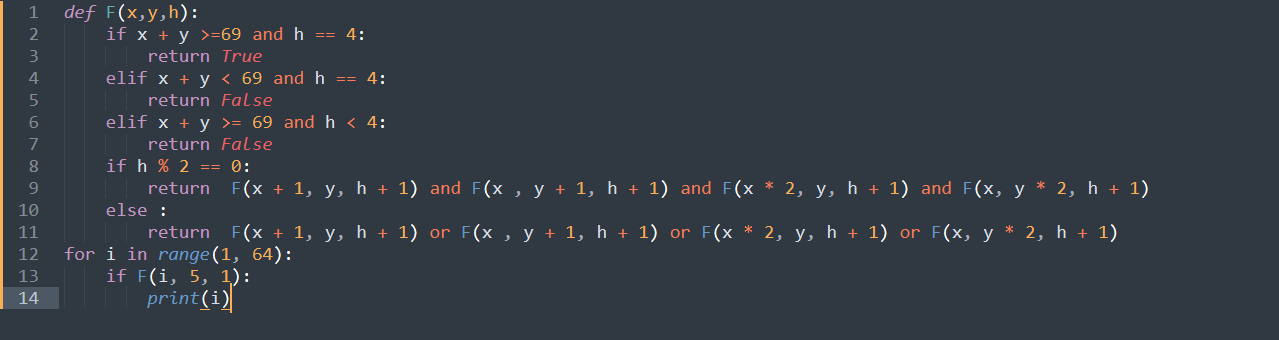 1 def F(x,y,h):
2     if x + y >=69 and h == 4:
3         return True
4     elif x + y < 69 and h == 4:
5         return False
6     elif x + y >= 69 and h < 4:
7         return False
8     if h % 2 == 0:
9         return  F(x + 1, y, h + 1) and F(x , y + 1, h + 1) and F(x * 2, y, h + 1) and F(x, y * 2, h + 1)
10     else :
11         return  F(x + 1, y, h + 1) or F(x , y + 1, h + 1) or F(x * 2, y, h + 1) or F(x, y * 2, h + 1)
12 for i in range(1, 64):
13     if F(i, 5, 1):
14         print(i)